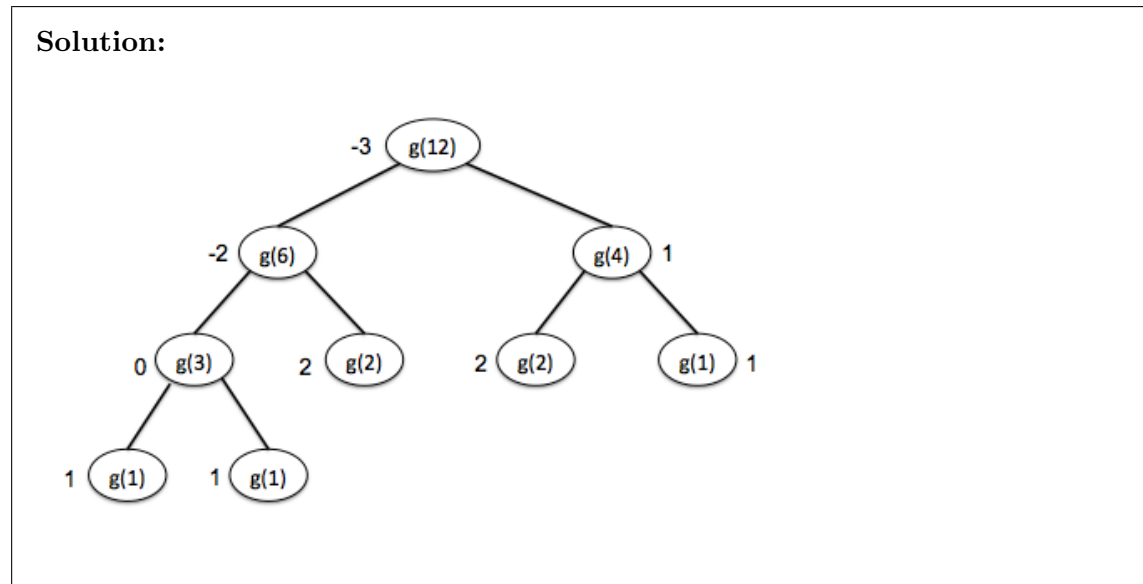 Solution:
-3 g(12)
-2 g(6) g(4) 1
0 g(3) 2 g(2) 2 g(2) g(1) 1
1 g(1) 1 g(1)